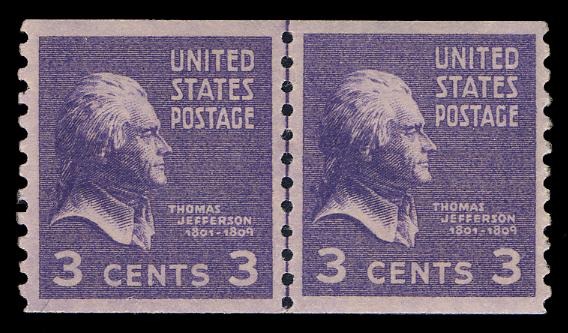 UNITED
STATES
POSTAGE
THOMAS
JEFFERSON
1801-1809
3 CENTS 3
UNITED
STATES
POSTAGE
THOMAS
JEFFERSON
1801-1809
3 CENTS 3